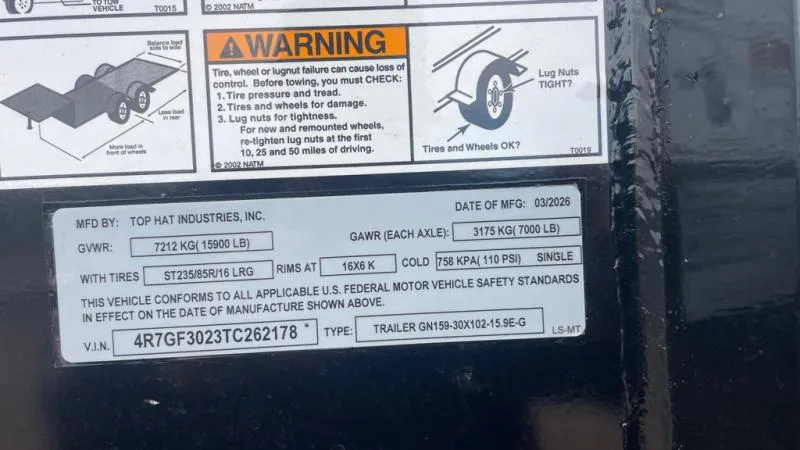 TO TOW
VEHICLE
T0015
© 2002 NATM
Balance load
side to side
Less load
in rear
More load in
front of wheels
WARNING
Tire, wheel or lugnut failure can cause loss of
control. Before towing, you must CHECK:
1. Tire pressure and tread.
2. Tires and wheels for damage.
3. Lug nuts for tightness.
For new and remounted wheels,
re-tighten lug nuts at the first
10, 25 and 50 miles of driving.
© 2002 NATM
Lug Nuts
TIGHT?
Tires and Wheels OK?
T0019
MFD BY: TOP HAT INDUSTRIES, INC. DATE OF MFG: 03/2026
GVWR: 7212 KG( 15900 LB) GAWR (EACH AXLE): 3175 KG( 7000 LB)
WITH TIRES ST235/85R/16 LRG RIMS AT 16X6 K COLD 758 KPA( 110 PSI) SINGLE
THIS VEHICLE CONFORMS TO ALL APPLICABLE U.S. FEDERAL MOTOR VEHICLE SAFETY STANDARDS
IN EFFECT ON THE DATE OF MANUFACTURE SHOWN ABOVE.
V.I.N. 4R7GF3023TC262178 * TYPE: TRAILER GN159-30X102-15.9E-G LS-MT